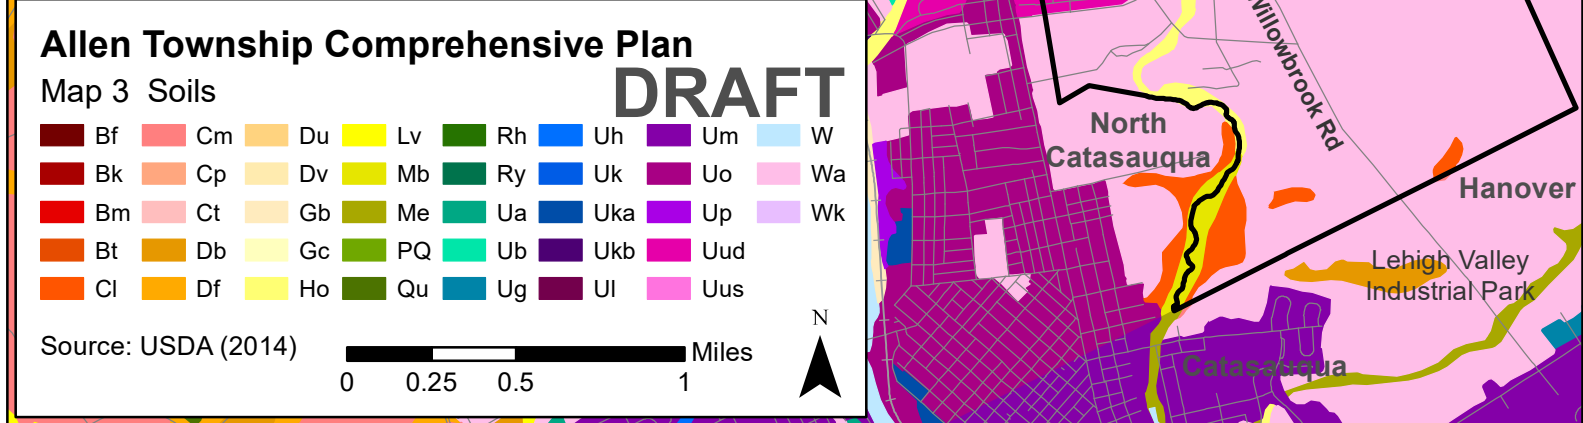 Allen Township Comprehensive Plan
Map 3 Soils
DRAFT
Bf Cm Du Lv Rh Uh Um W
Bk Cp Dv Mb Ry Uk Uo Wa
Bm Ct Gb Me Ua Uka Up Wk
Bt Db Gc PQ Ub Ukb Uud
Cl Df Ho Qu Ug Ul Uus
Source: USDA (2014)
Miles
0 0.25 0.5 1
N
Willowbrook Rd
North
Catasauqua
Hanover
Lehigh Valley
Industrial Park
Catasauqua